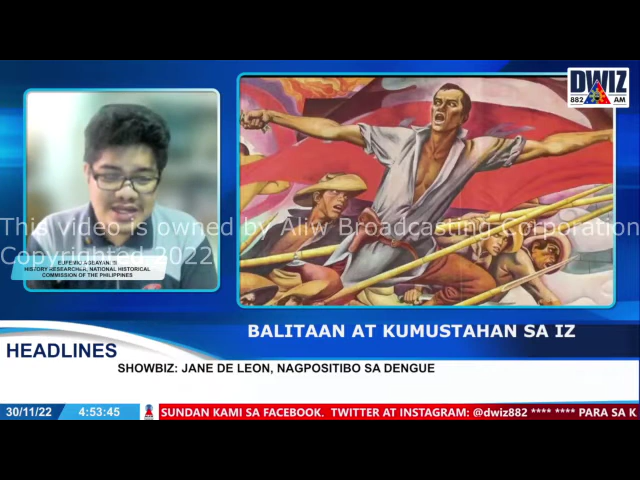 DWIZ
882 AM
This video is owned by Aliw Broadcasting Corporation
Copyrighted 2022
HISTORY RESEARCHER, NATIONAL HISTORICAL
COMMISSION OF THE PHILIPPINES
BALITAAN AT KUMUSTAHAN SA IZ
HEADLINES
SHOWBIZ: JANE DE LEON, NAGPOSITIBO SA DENGUE
30/11/22 4:53:45 SUNDAN KAMI SA FACEBOOK. TWITTER AT INSTAGRAM: @dwiz882 **** **** PARA SA K